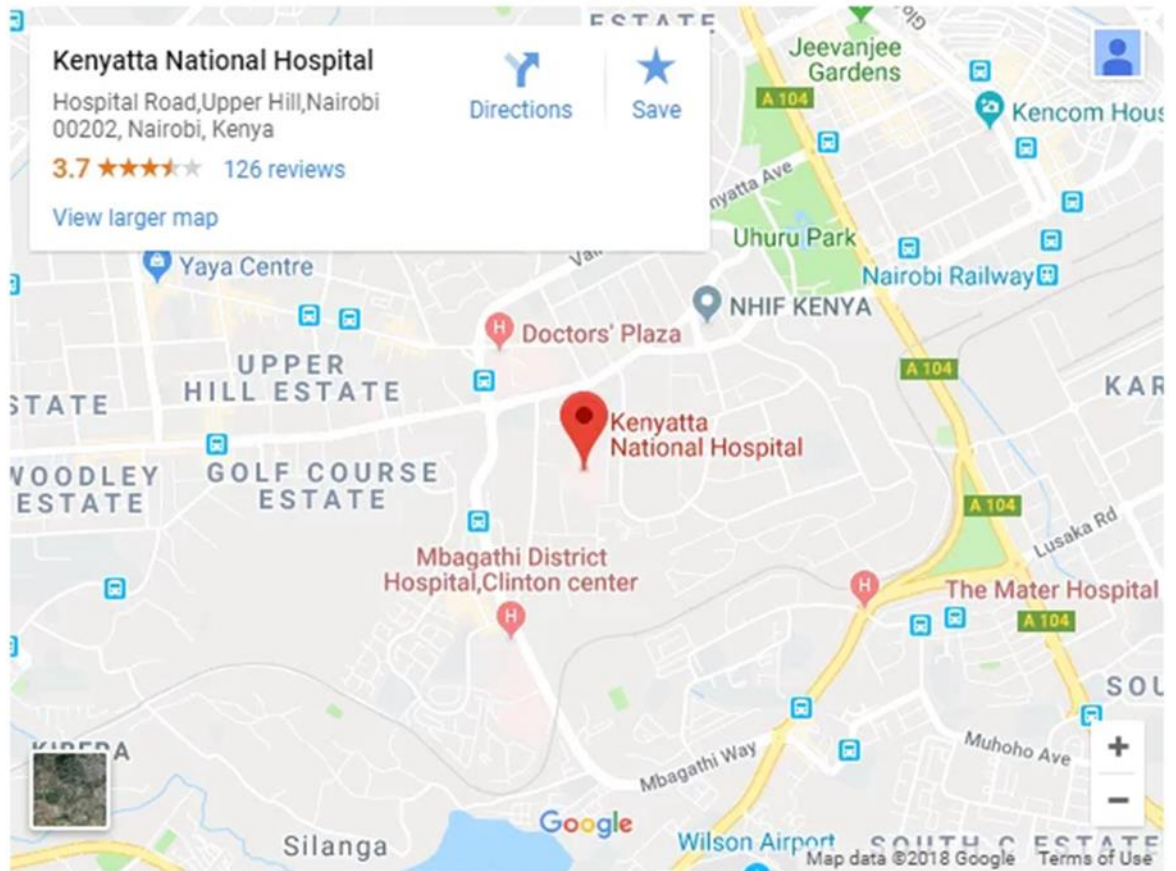 ESTATE
Kenyatta National Hospital
Hospital Road,Upper Hill,Nairobi
00202, Nairobi, Kenya
3.7
126 reviews
View larger map
Directions
Save
Jeevanjee
Gardens
Glo
A 104
Kencom Hous
nyatta Ave
Uhuru Park
Nairobi Railway
Yaya Centre
Val
NHIF KENYA
H
Doctors' Plaza
UPPER
HILL ESTATE
A 104
KAR
STATE
Kenyatta
National Hospital
WOODLEY
ESTATE
GOLF COURSE
ESTATE
A 104
Lusaka Rd
Mbagathi District
Hospital,Clinton center
H
H
The Mater Hospital
A 104
SOU
KIBERA
Muhoho Ave
+
−
Mbagathi Way
Google
Silanga
Wilson Airport
SOUTH C ESTATE
Map data ©2018 Google
Terms of Use